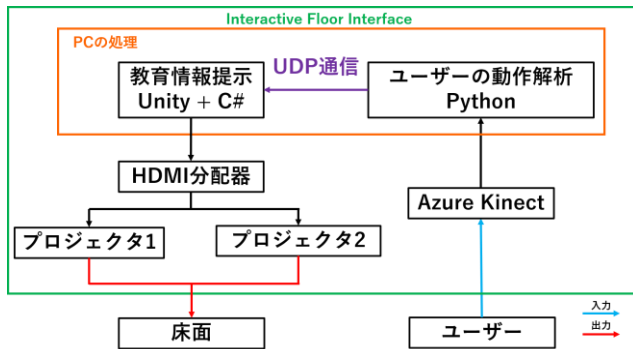 Interactive Floor Interface
PCの処理
教育情報提示
Unity + C#
UDP通信
ユーザーの動作解析
Python
HDMI分配器
Azure Kinect
プロジェクタ1
プロジェクタ2
入力
出力
床面
ユーザー